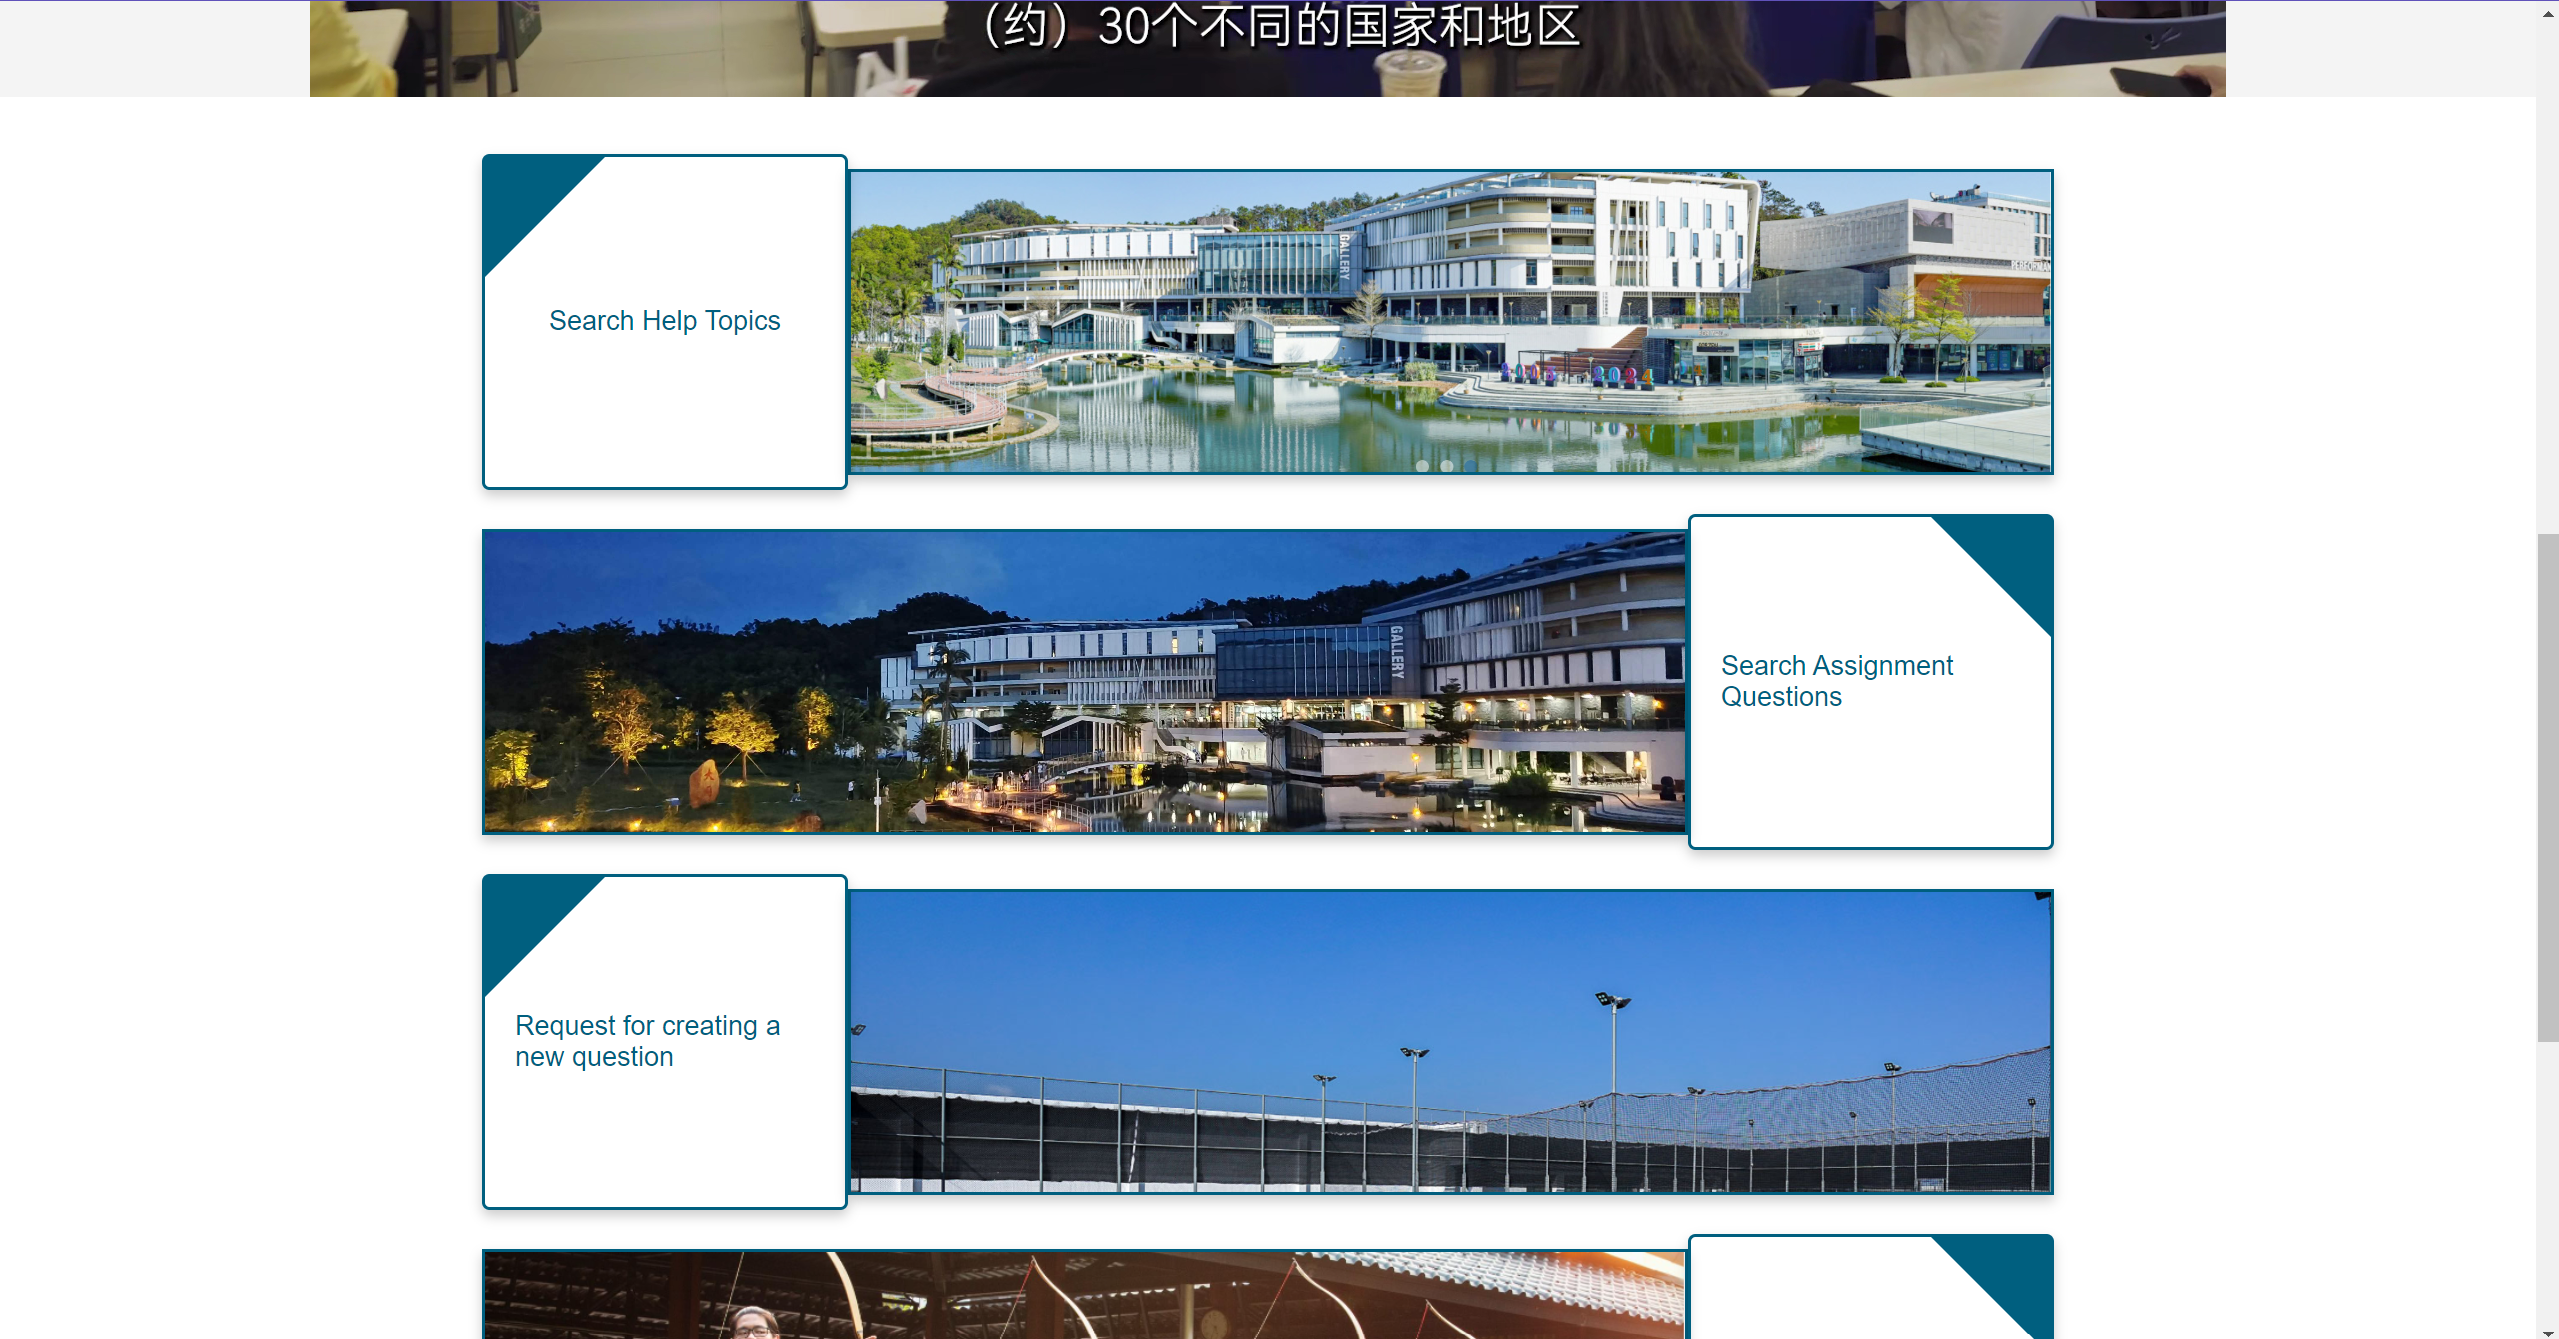 （约）30个不同的国家和地区
Search Help Topics
GALLERY
2024
Search Assignment
Questions
GALLERY
Request for creating a
new question